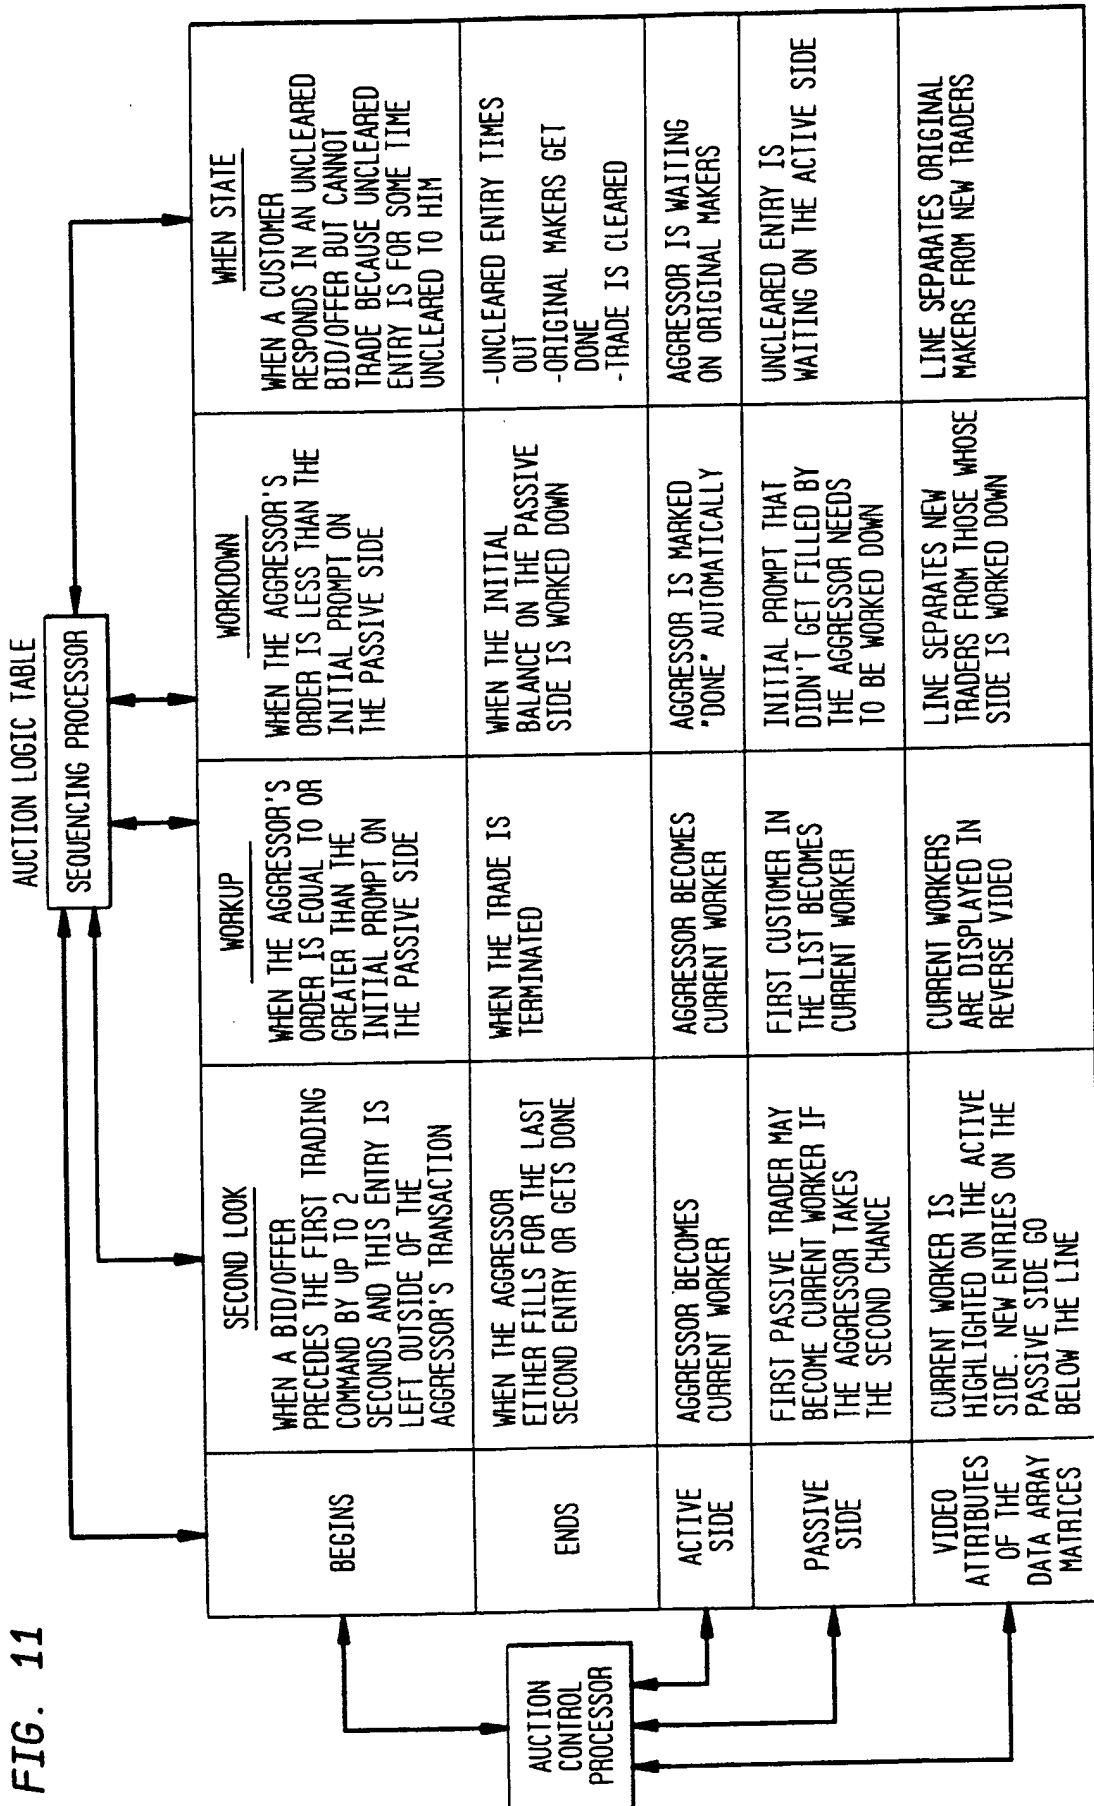 FIG. 11
AUCTION LOGIC TABLE
SEQUENCING PROCESSOR
AUCTION
CONTROL
PROCESSOR
SECOND LOOK
WHEN A BID/OFFER
PRECEDES THE FIRST TRADING
COMMAND BY UP TO 2
SECONDS AND THIS ENTRY IS
LEFT OUTSIDE OF THE
AGGRESSOR'S TRANSACTION
WORKUP
WHEN THE AGGRESSOR'S
ORDER IS EQUAL TO OR
GREATER THAN THE
INITIAL PROMPT ON
THE PASSIVE SIDE
WORKDOWN
WHEN THE AGGRESSOR'S
ORDER IS LESS THAN THE
INITIAL PROMPT ON
THE PASSIVE SIDE
WHEN STATE
WHEN A CUSTOMER
RESPONDS IN AN UNCLEARED
BID/OFFER BUT CANNOT
TRADE BECAUSE UNCLEARED
ENTRY IS FOR SOME TIME
UNCLEARED TO HIM
BEGINS
ENDS
WHEN THE AGGRESSOR
EITHER FILLS FOR THE LAST
SECOND ENTRY OR GETS DONE
WHEN THE TRADE IS
TERMINATED
WHEN THE INITIAL
BALANCE ON THE PASSIVE
SIDE IS WORKED DOWN
-UNCLEARED ENTRY TIMES
OUT
-ORIGINAL MAKERS GET
DONE
-TRADE IS CLEARED
ACTIVE
SIDE
AGGRESSOR BECOMES
CURRENT WORKER
AGGRESSOR BECOMES
CURRENT WORKER
AGGRESSOR IS MARKED
"DONE" AUTOMATICALLY
AGGRESSOR IS WAITING
ON ORIGINAL MAKERS
PASSIVE
SIDE
FIRST PASSIVE TRADER MAY
BECOME CURRENT WORKER IF
THE AGGRESSOR TAKES
THE SECOND CHANCE
FIRST CUSTOMER IN
THE LIST BECOMES
CURRENT WORKER
INITIAL PROMPT THAT
DIDN'T GET FILLED BY
THE AGGRESSOR NEEDS
TO BE WORKED DOWN
UNCLEARED ENTRY IS
WAITING ON THE ACTIVE SIDE
VIDEO
ATTRIBUTES
OF THE
DATA ARRAY
MATRICES
CURRENT WORKER IS
HIGHLIGHTED ON THE ACTIVE
SIDE. NEW ENTRIES ON THE
PASSIVE SIDE GO
BELOW THE LINE
CURRENT WORKERS
ARE DISPLAYED IN
REVERSE VIDEO
LINE SEPARATES NEW
TRADERS FROM THOSE WHOSE
SIDE IS WORKED DOWN
LINE SEPARATES ORIGINAL
MAKERS FROM NEW TRADERS